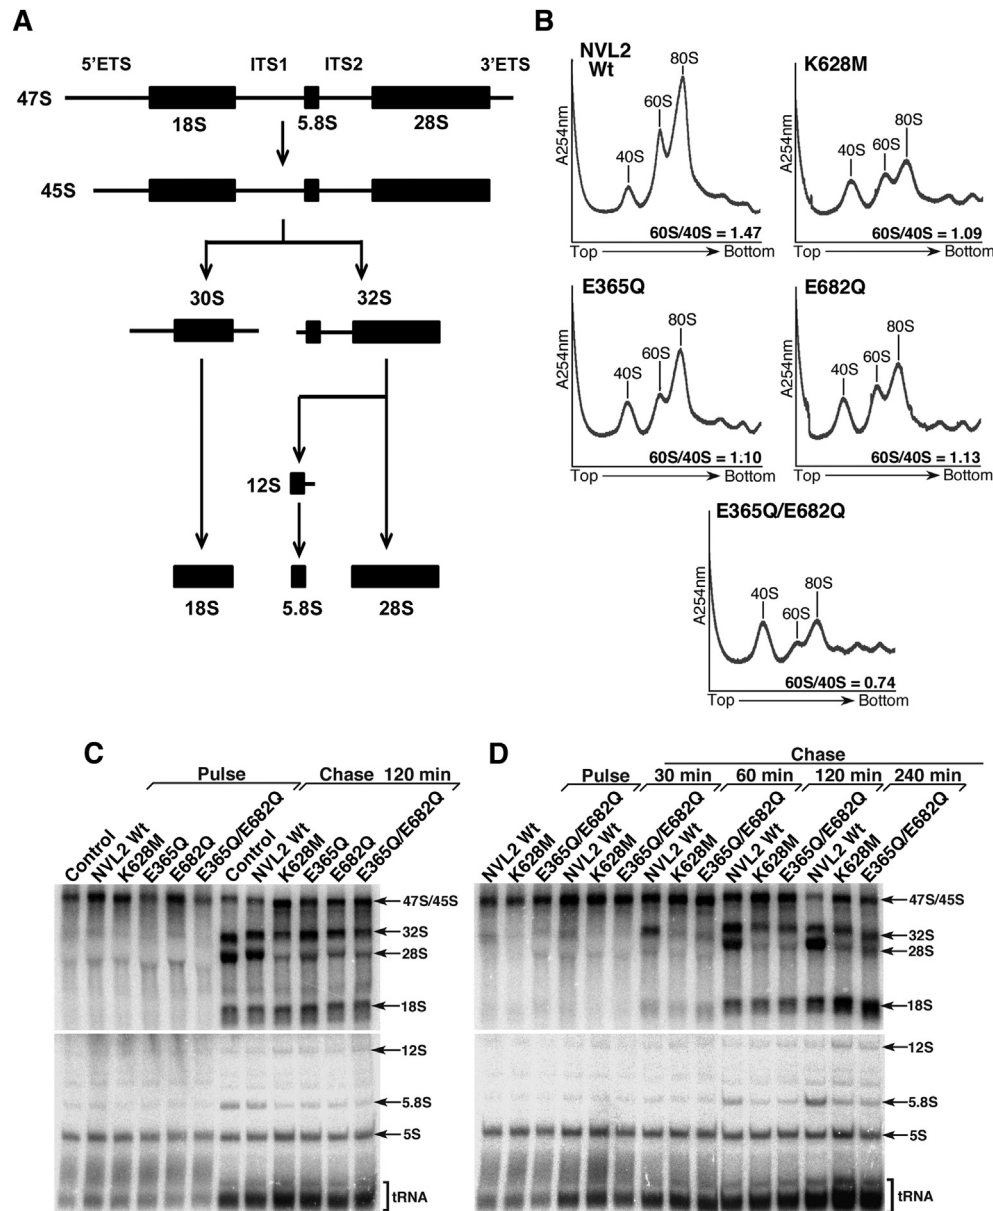 A
5'ETS ITS1 ITS2 3'ETS
47S
18S 5.8S 28S
45S
30S 32S
12S
18S 5.8S 28S
B
NVL2
Wt
A254nm
40S 60S 80S
60S/40S = 1.47
Top Bottom
K628M
A254nm
40S 60S 80S
60S/40S = 1.09
Top Bottom
E365Q
A254nm
40S 60S 80S
60S/40S = 1.10
Top Bottom
E682Q
A254nm
40S 60S 80S
60S/40S = 1.13
Top Bottom
E365Q/E682Q
A254nm
40S 60S 80S
60S/40S = 0.74
Top Bottom
C
Pulse Chase 120 min
Control
NVL2 Wt
K628M
E365Q
E682Q
E365Q/E682Q
Control
NVL2 Wt
K628M
E365Q
E682Q
E365Q/E682Q
47S/45S
32S
28S
18S
12S
5.8S
5S
tRNA
D
Chase
Pulse 30 min 60 min 120 min 240 min
NVL2 Wt
K628M
E365Q/E682Q
NVL2 Wt
K628M
E365Q/E682Q
NVL2 Wt
K628M
E365Q/E682Q
NVL2 Wt
K628M
E365Q/E682Q
NVL2 Wt
K628M
E365Q/E682Q
47S/45S
32S
28S
18S
12S
5.8S
5S
tRNA